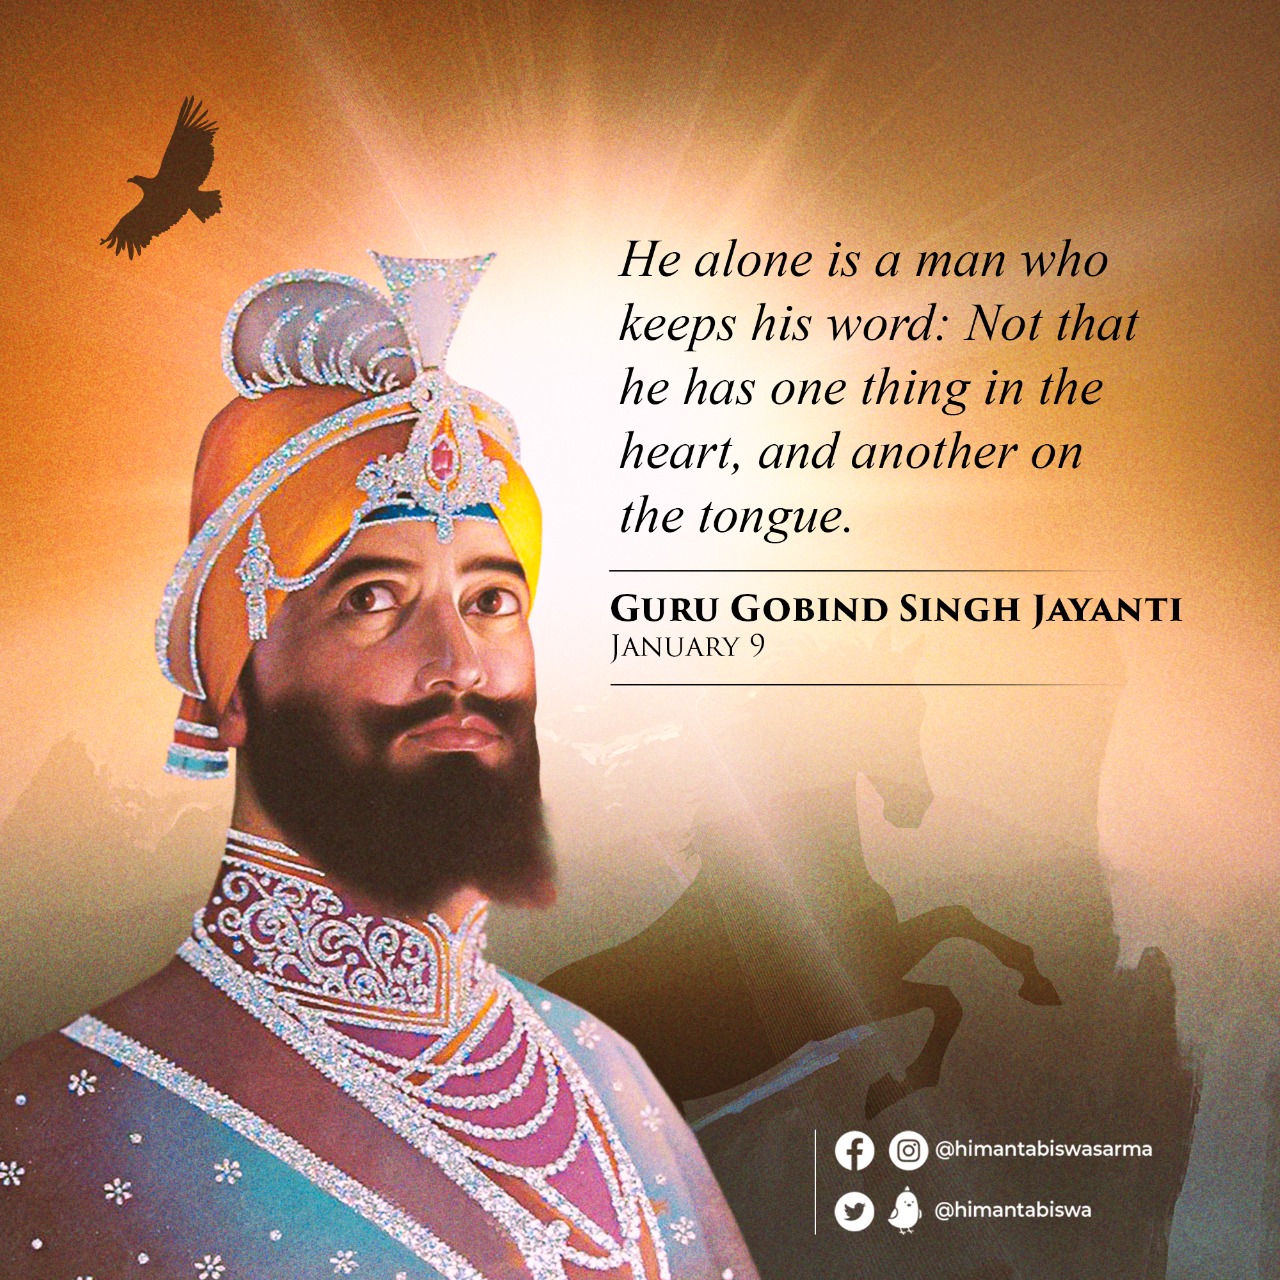 He alone is a man who
keeps his word: Not that
he has one thing in the
heart, and another on
the tongue.
GURU GOBIND SINGH JAYANTI
JANUARY 9
@himantabiswasarma
@himantabiswa